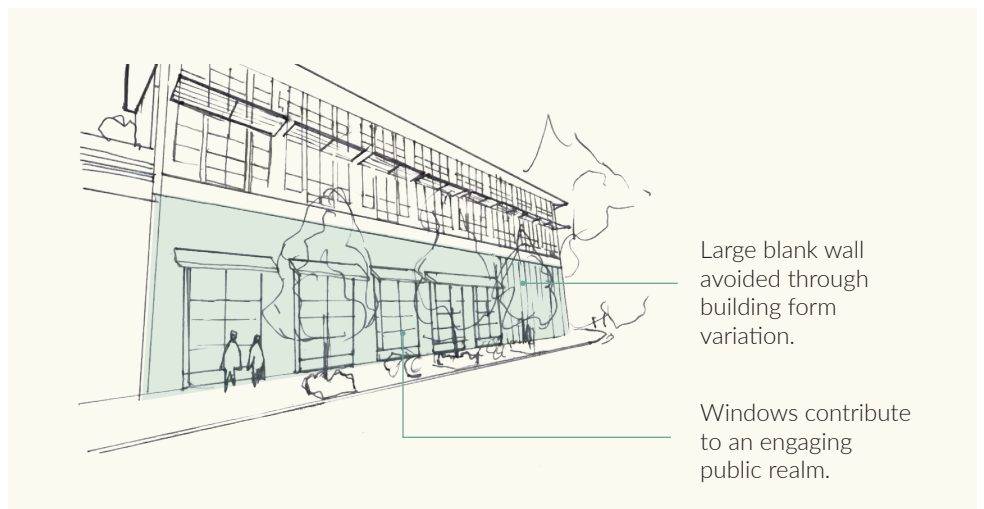 Large blank wall
avoided through
building form
variation.
Windows contribute
to an engaging
public realm.